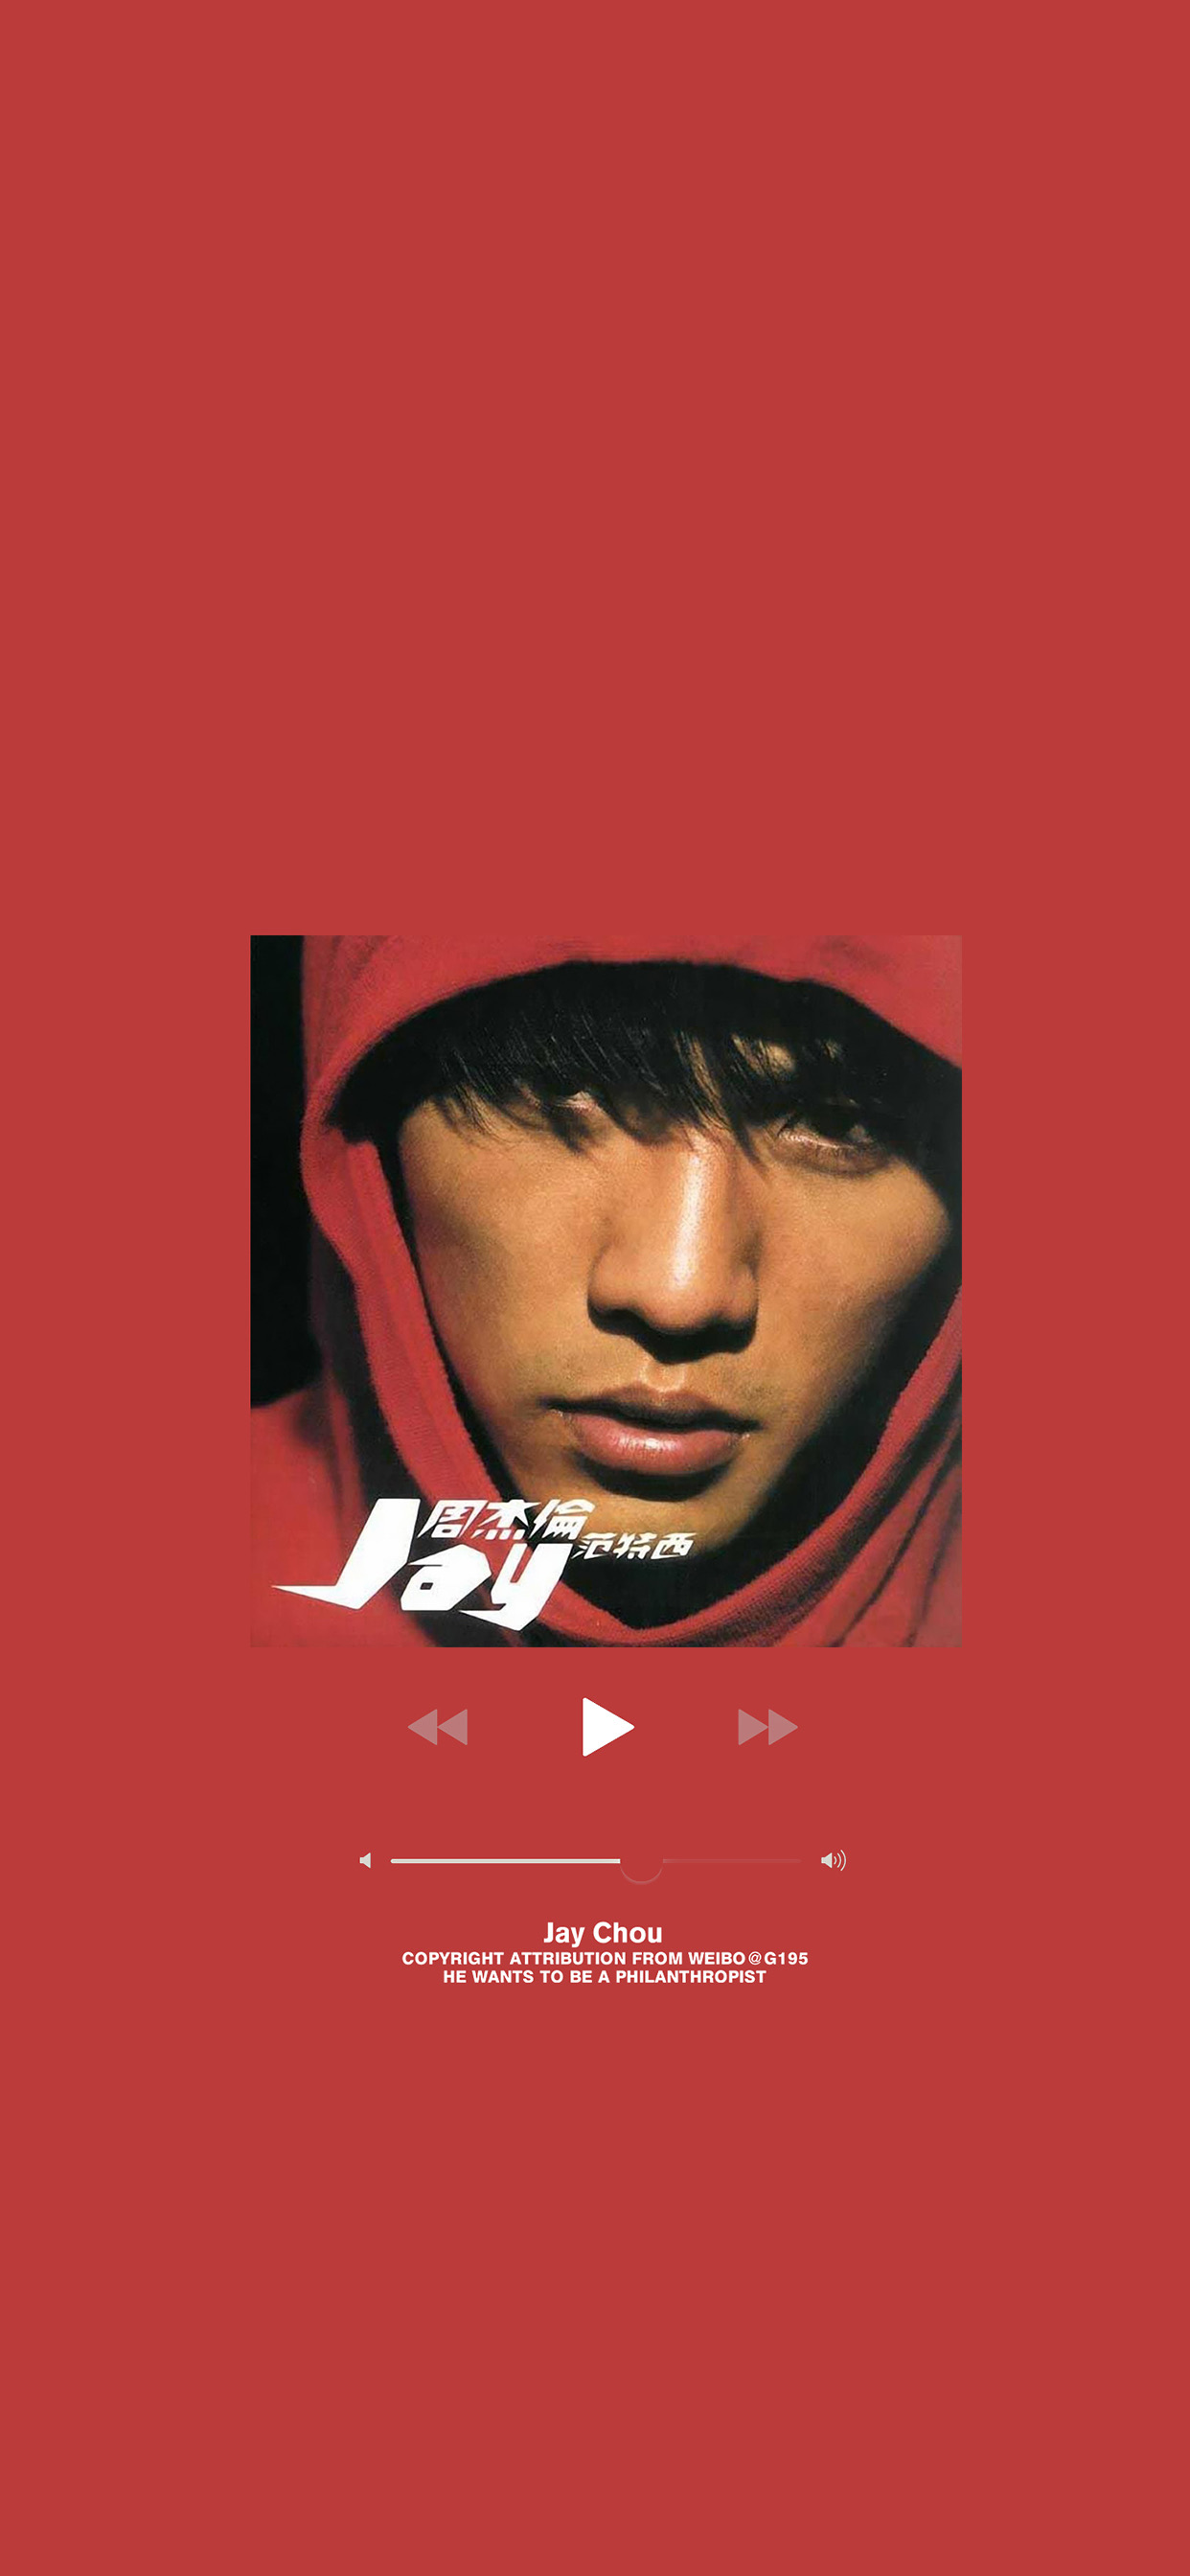 周杰倫
范特西
Jay
Jay Chou
COPYRIGHT ATTRIBUTION FROM WEIBO@G195
HE WANTS TO BE A PHILANTHROPIST